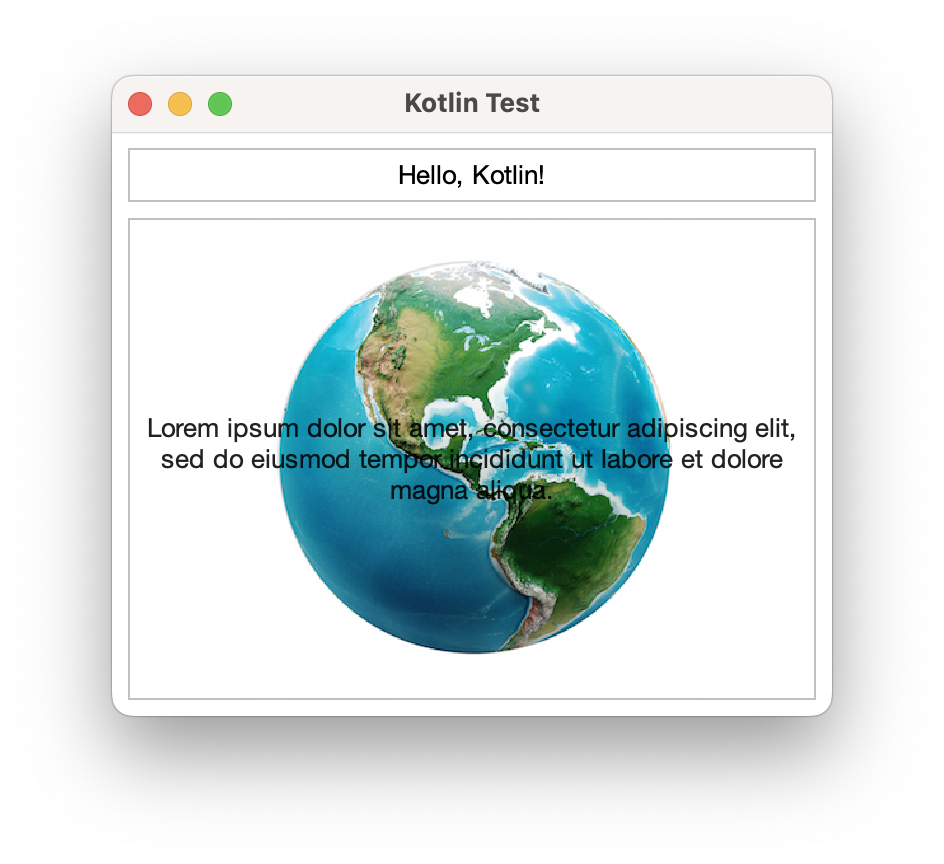 Kotlin Test
Hello, Kotlin!
Lorem ipsum dolor sit amet, consectetur adipiscing elit,
sed do eiusmod tempor incididunt ut labore et dolore
magna aliqua.